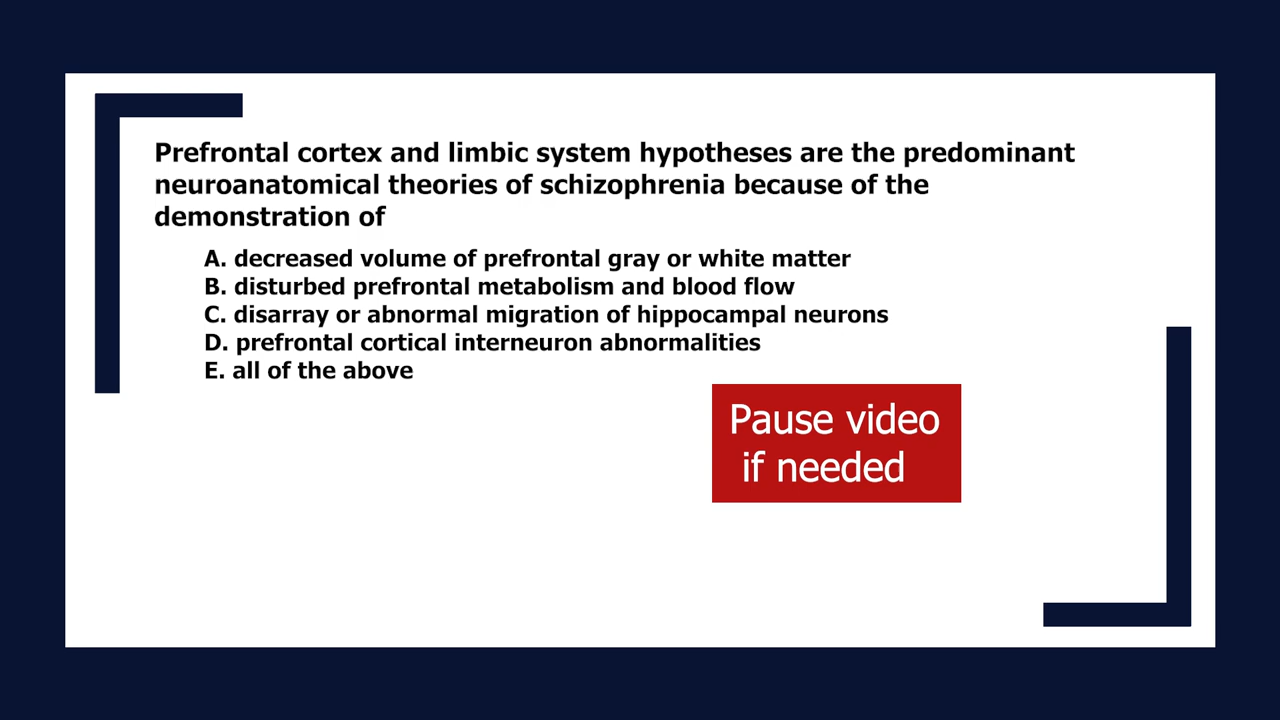 Prefrontal cortex and limbic system hypotheses are the predominant
neuroanatomical theories of schizophrenia because of the
demonstration of
A. decreased volume of prefrontal gray or white matter
B. disturbed prefrontal metabolism and blood flow
C. disarray or abnormal migration of hippocampal neurons
D. prefrontal cortical interneuron abnormalities
E. all of the above
Pause video
if needed